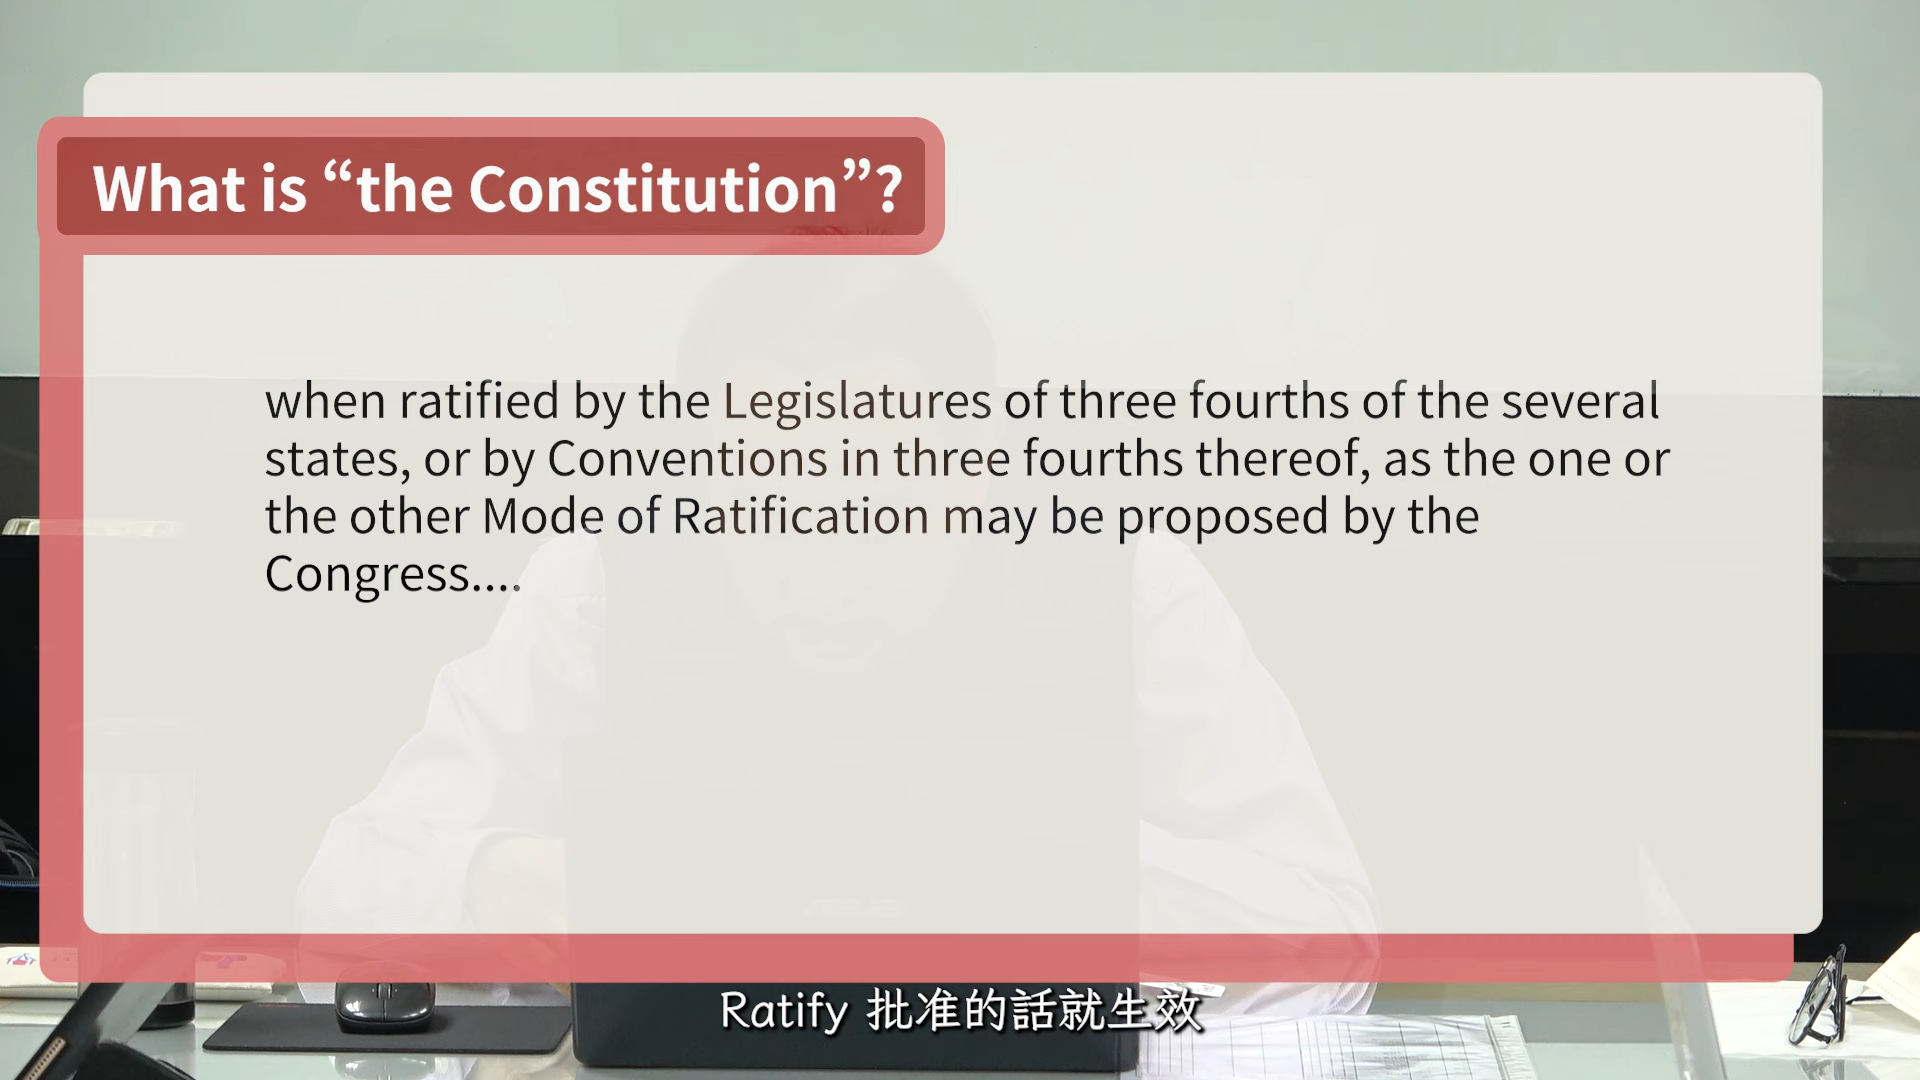 What is “the Constitution”?
when ratified by the Legislatures of three fourths of the several
states, or by Conventions in three fourths thereof, as the one or
the other Mode of Ratification may be proposed by the
Congress....
ASUS
Ratify 批准的話就生效